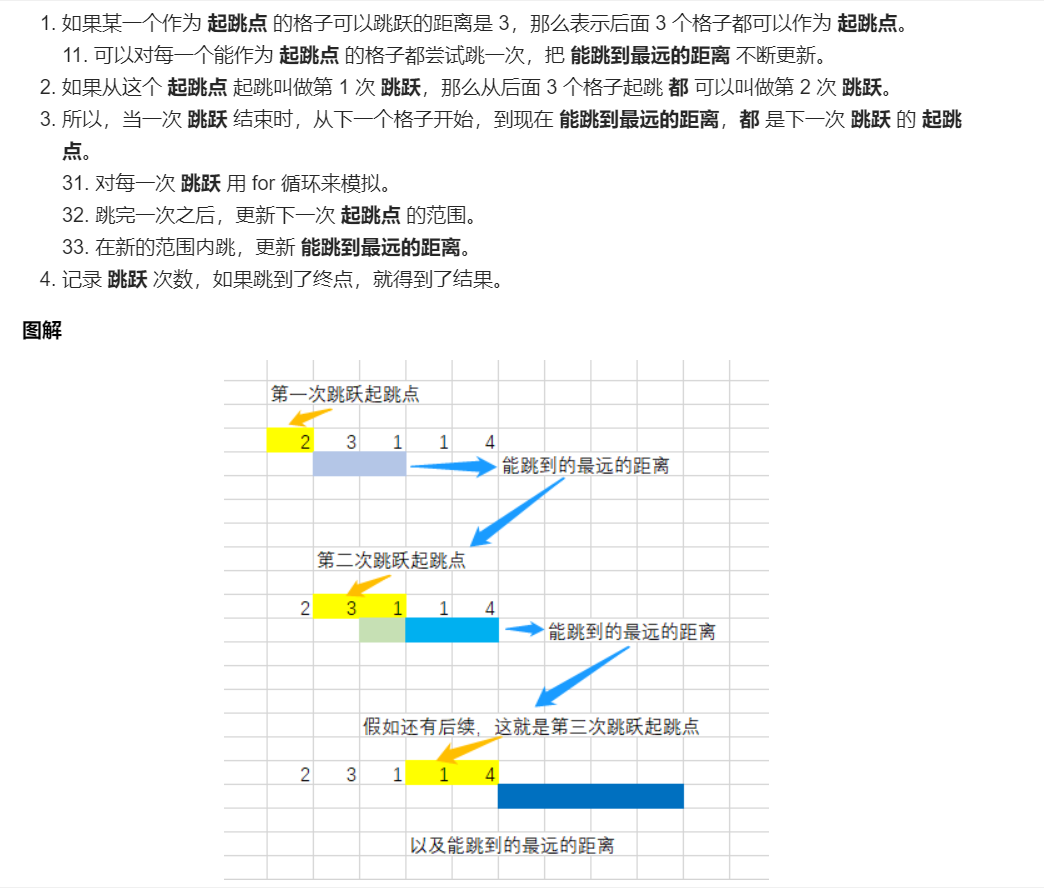 1. 如果某一个作为 起跳点 的格子可以跳跃的距离是 3，那么表示后面 3 个格子都可以作为 起跳点。
11. 可以对每一个能作为 起跳点 的格子都尝试跳一次，把 能跳到最远的距离 不断更新。
2. 如果从这个 起跳点 起跳叫做第 1 次 跳跃，那么从后面 3 个格子起跳 都 可以叫做第 2 次 跳跃。
3. 所以，当一次 跳跃 结束时，从下一个格子开始，到现在 能跳到最远的距离，都 是下一次 跳跃 的 起跳
点。
31. 对每一次 跳跃 用 for 循环来模拟。
32. 跳完一次之后，更新下一次 起跳点 的范围。
33. 在新的范围内跳，更新 能跳到最远的距离。
4. 记录 跳跃 次数，如果跳到了终点，就得到了结果。
图解
第一次跳跃起跳点
2 3 1 1 4
能跳到的最远的距离
第二次跳跃起跳点
2 3 1 1 4
能跳到的最远的距离
假如还有后续，这就是第三次跳跃起跳点
2 3 1 1 4
以及能跳到的最远的距离